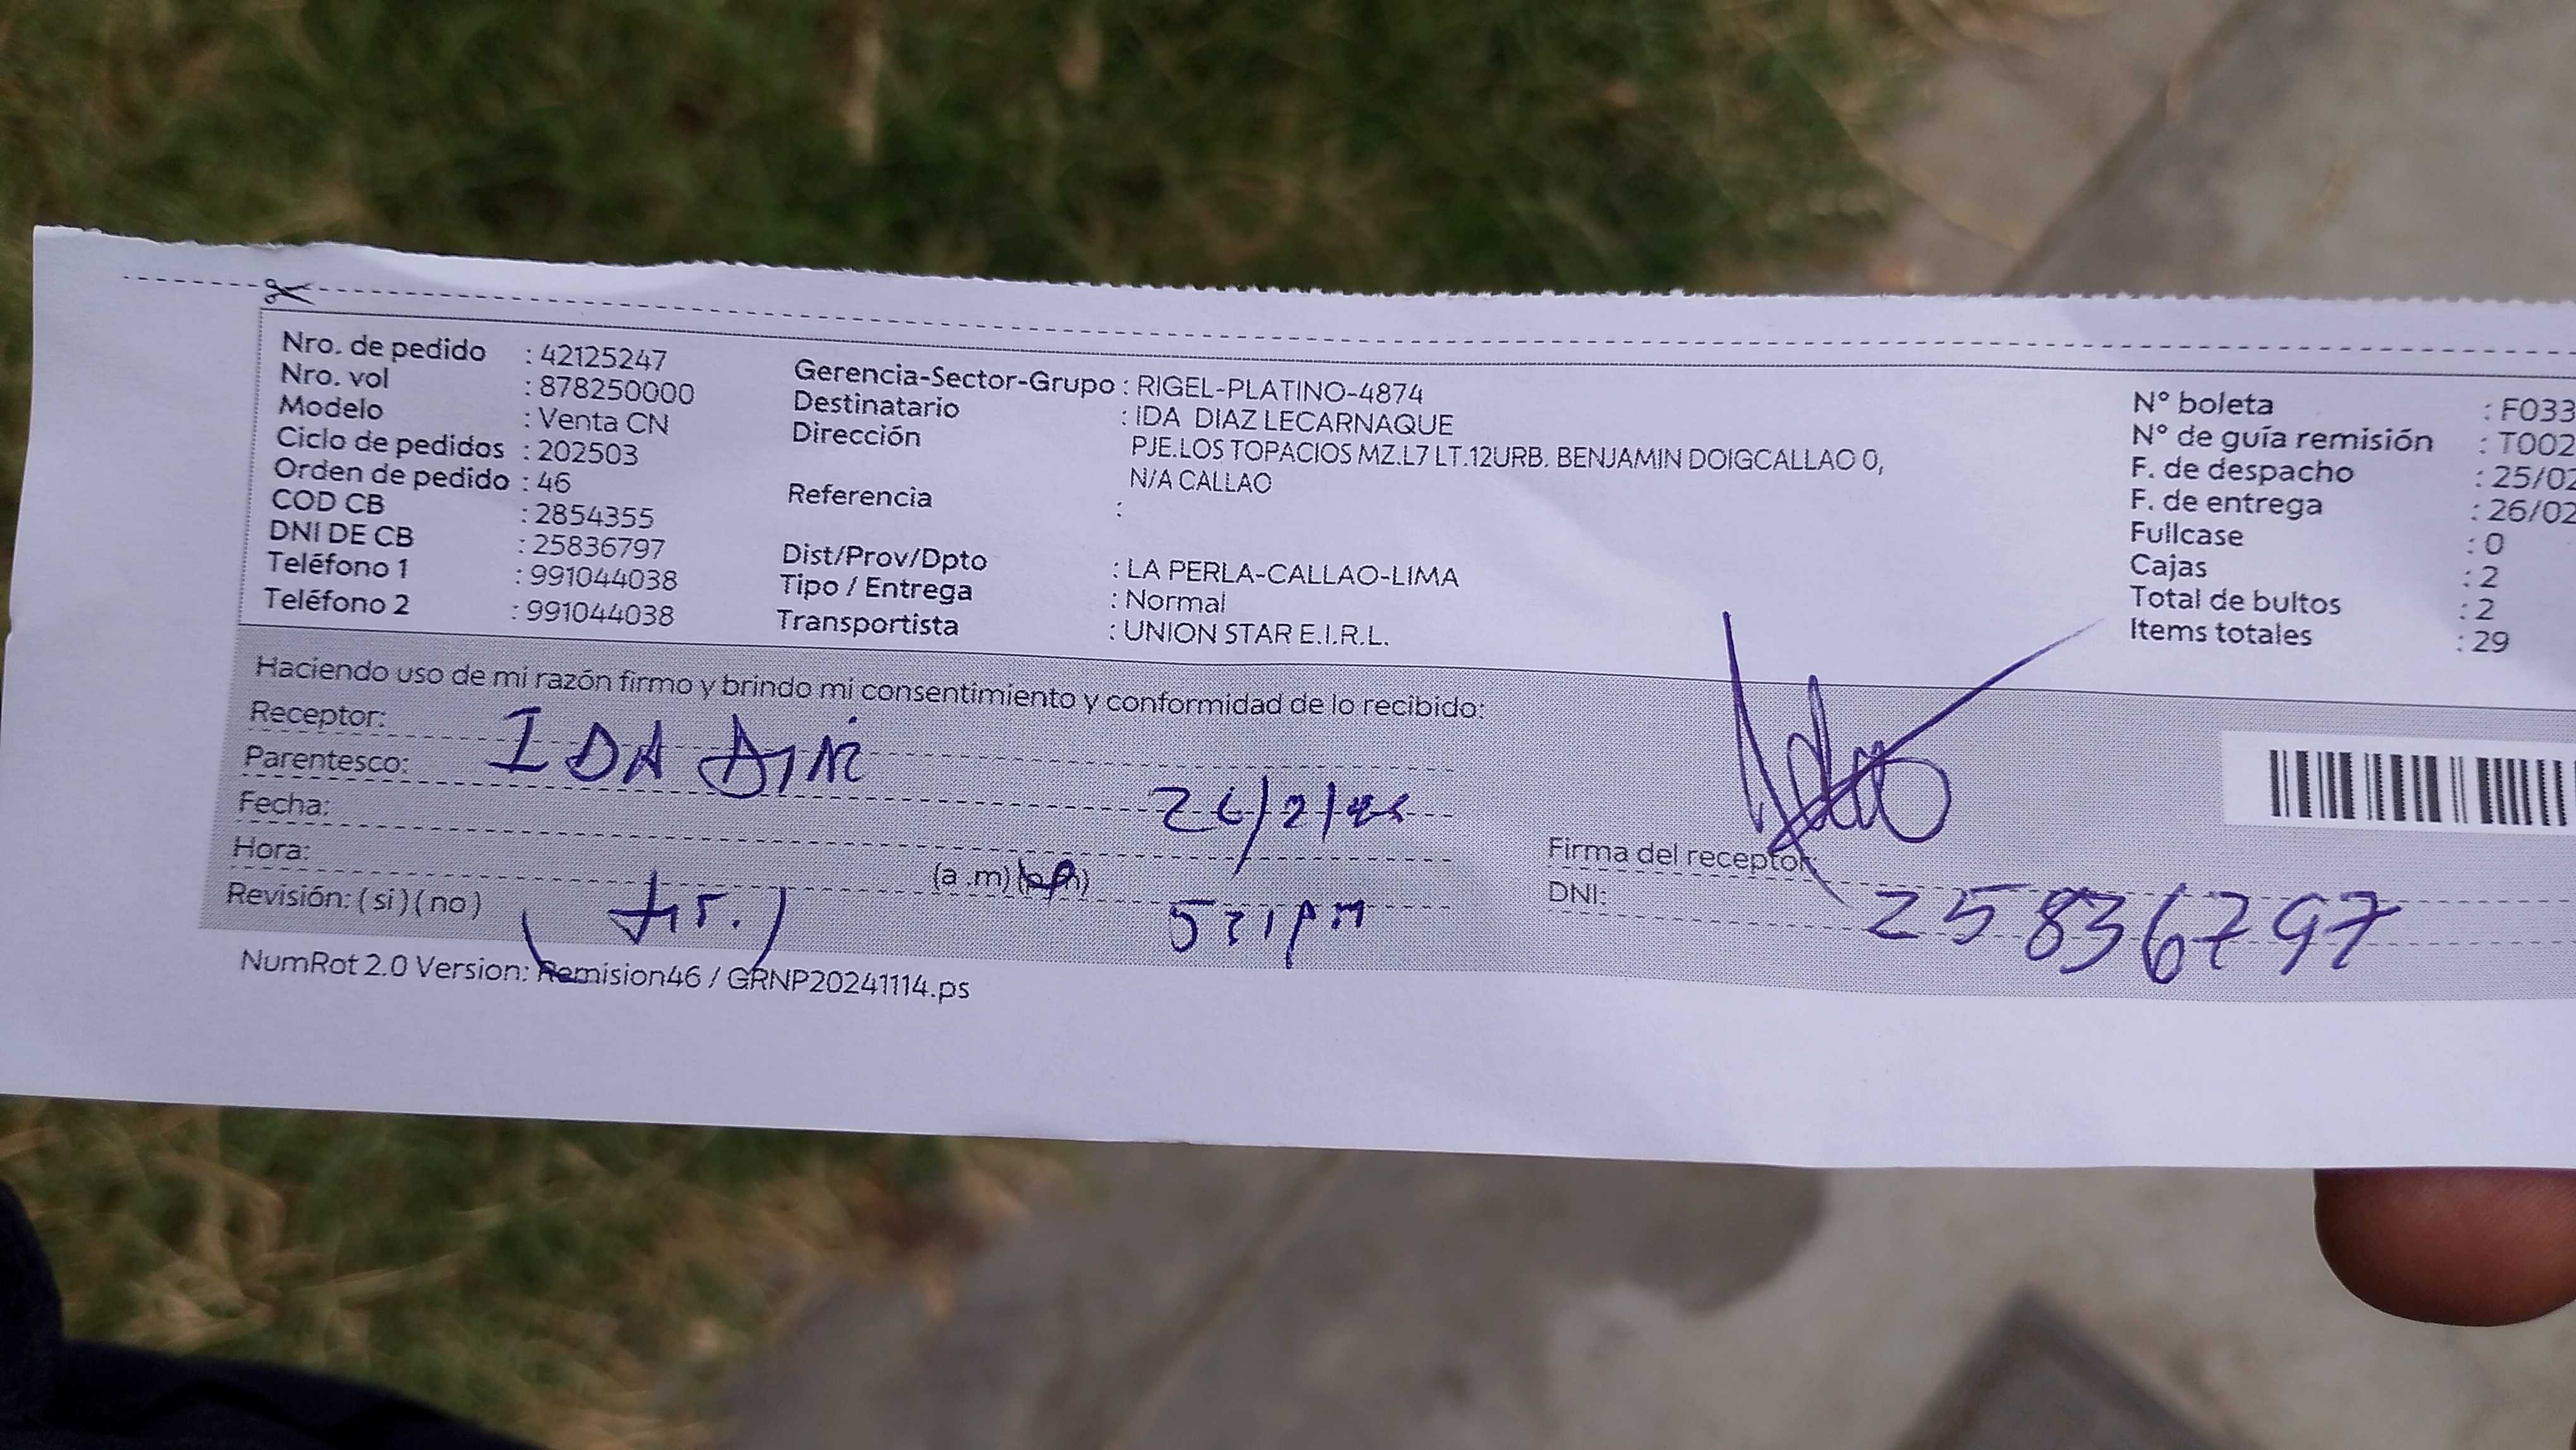 Nro. de pedido : 42125247
Nro. vol : 878250000
Modelo : Venta CN
Ciclo de pedidos : 202503
Orden de pedido : 46
COD CB : 2854355
DNI DE CB : 25836797
Teléfono 1 : 991044038
Teléfono 2 : 991044038
Gerencia-Sector-Grupo : RIGEL-PLATINO-4874
Destinatario : IDA DIAZ LECARNAQUE
Dirección PJE.LOS TOPACIOS MZ.L7 LT.12URB. BENJAMIN DOIGCALLAO 0,
N/A CALLAO
Referencia :
Dist/Prov/Dpto : LA PERLA-CALLAO-LIMA
Tipo / Entrega : Normal
Transportista : UNION STAR E.I.R.L.
N° boleta : F033
N° de guía remisión : T002
F. de despacho : 25/02
F. de entrega : 26/02
Fullcase : 0
Cajas : 2
Total de bultos : 2
Items totales : 29
Haciendo uso de mi razón firmo y brindo mi consentimiento y conformidad de lo recibido:
Receptor: IDA
Parentesco:
Fecha:
Hora: (a .m)
Revisión: ( si ) ( no )
Firma del receptor:
DNI: 25836797
NumRot 2.0 Version: Remision46 / GRNP20241114.ps